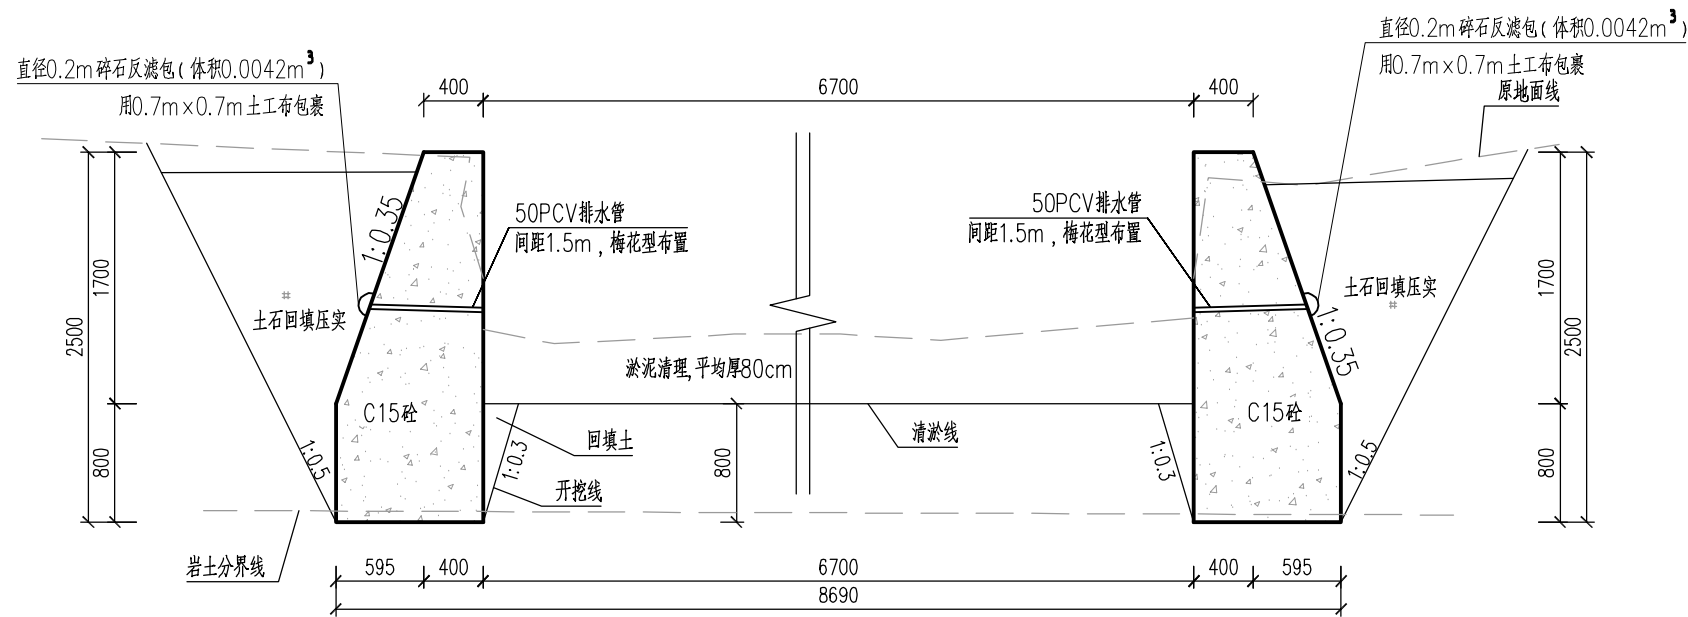 直径0.2m碎石反滤包(体积0.0042m³)
用0.7m×0.7m土工布包裹
直径0.2m碎石反滤包(体积0.0042m³)
用0.7m×0.7m土工布包裹
原地面线
400
6700
400
1:0.35
50PCV排水管
间距1.5m,梅花型布置
50PCV排水管
间距1.5m,梅花型布置
1700
2500
土石回填压实
土石回填压实
1:0.35
1700
2500
淤泥清理,平均厚80cm
C15砼
C15砼
回填土
清淤线
800
1:0.5
1:0.3
800
1:0.3
1:0.5
800
开挖线
岩土分界线
595
400
6700
400
595
8690